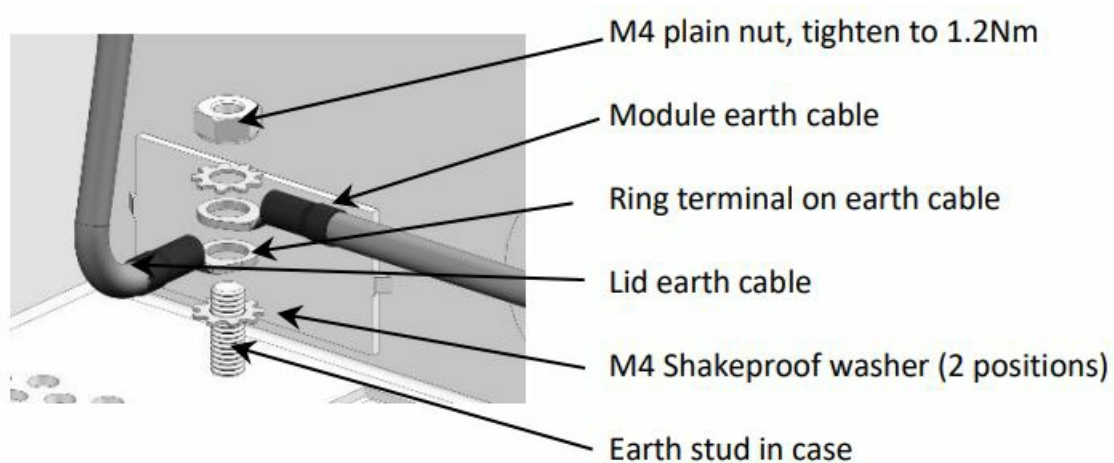 M4 plain nut, tighten to 1.2Nm
Module earth cable
Ring terminal on earth cable
Lid earth cable
M4 Shakeproof washer (2 positions)
Earth stud in case